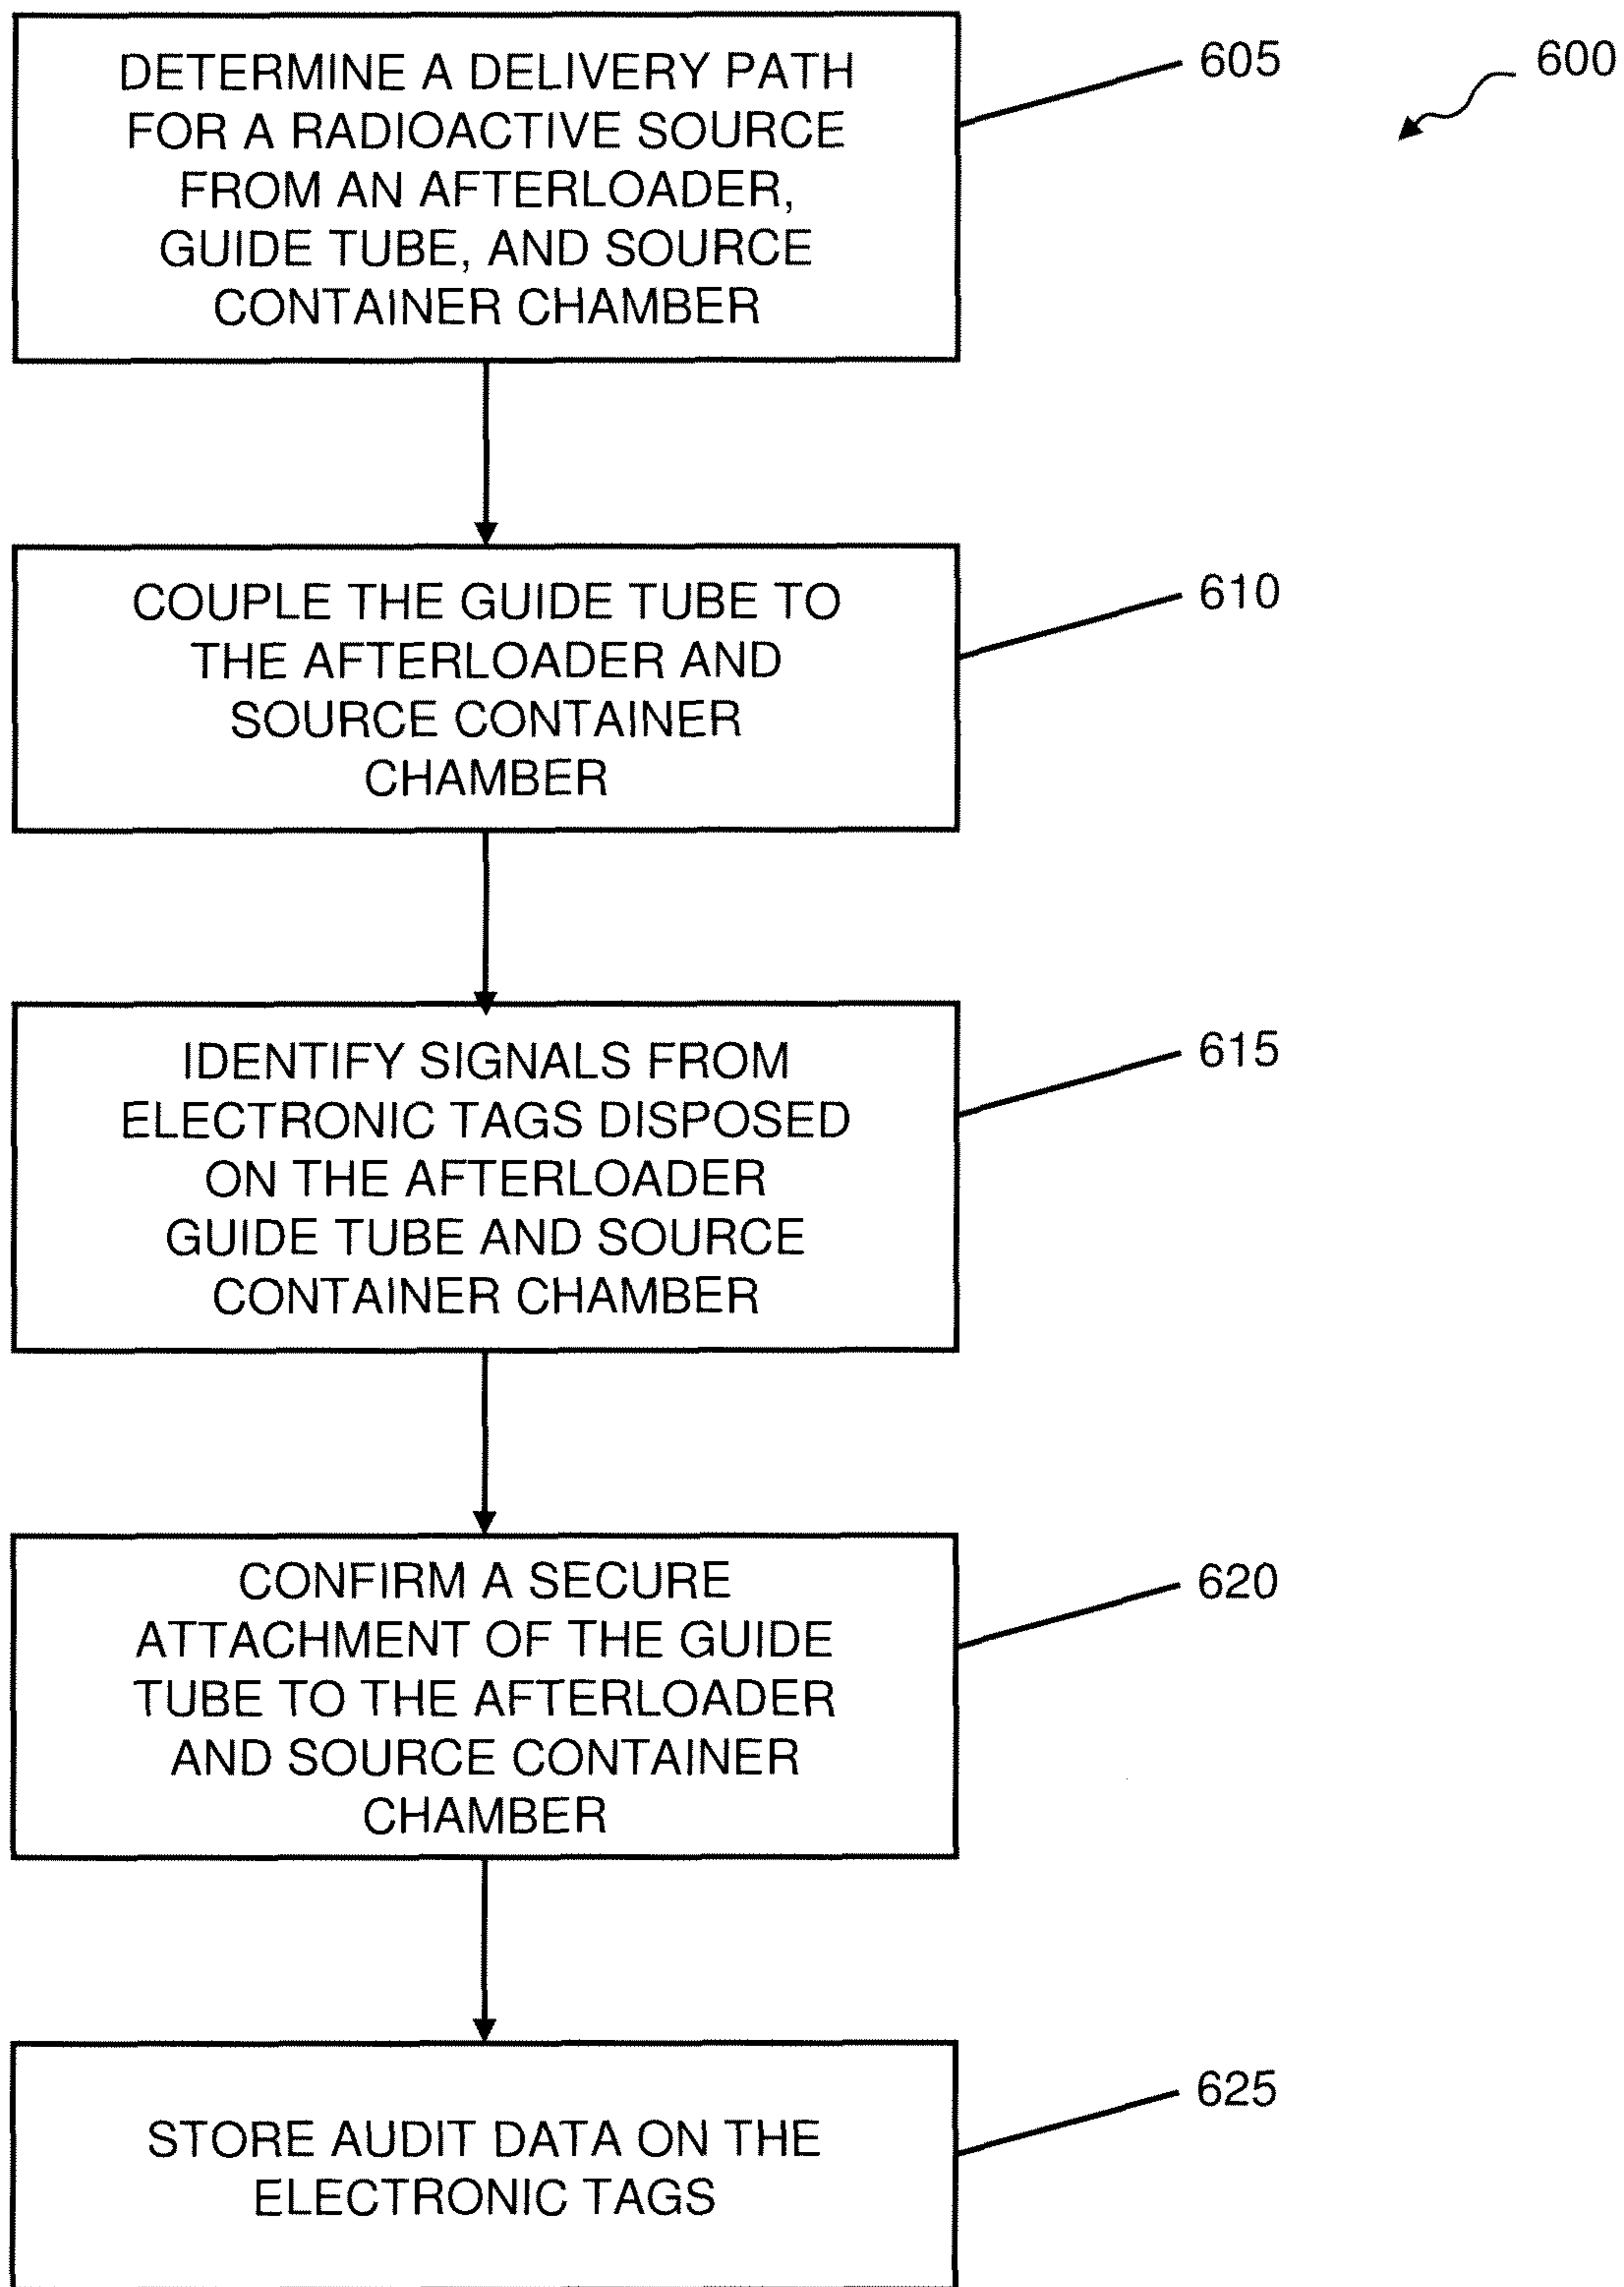 600
DETERMINE A DELIVERY PATH
FOR A RADIOACTIVE SOURCE
FROM AN AFTERLOADER,
GUIDE TUBE, AND SOURCE
CONTAINER CHAMBER
605
COUPLE THE GUIDE TUBE TO
THE AFTERLOADER AND
SOURCE CONTAINER
CHAMBER
610
IDENTIFY SIGNALS FROM
ELECTRONIC TAGS DISPOSED
ON THE AFTERLOADER
GUIDE TUBE AND SOURCE
CONTAINER CHAMBER
615
CONFIRM A SECURE
ATTACHMENT OF THE GUIDE
TUBE TO THE AFTERLOADER
AND SOURCE CONTAINER
CHAMBER
620
STORE AUDIT DATA ON THE
ELECTRONIC TAGS
625